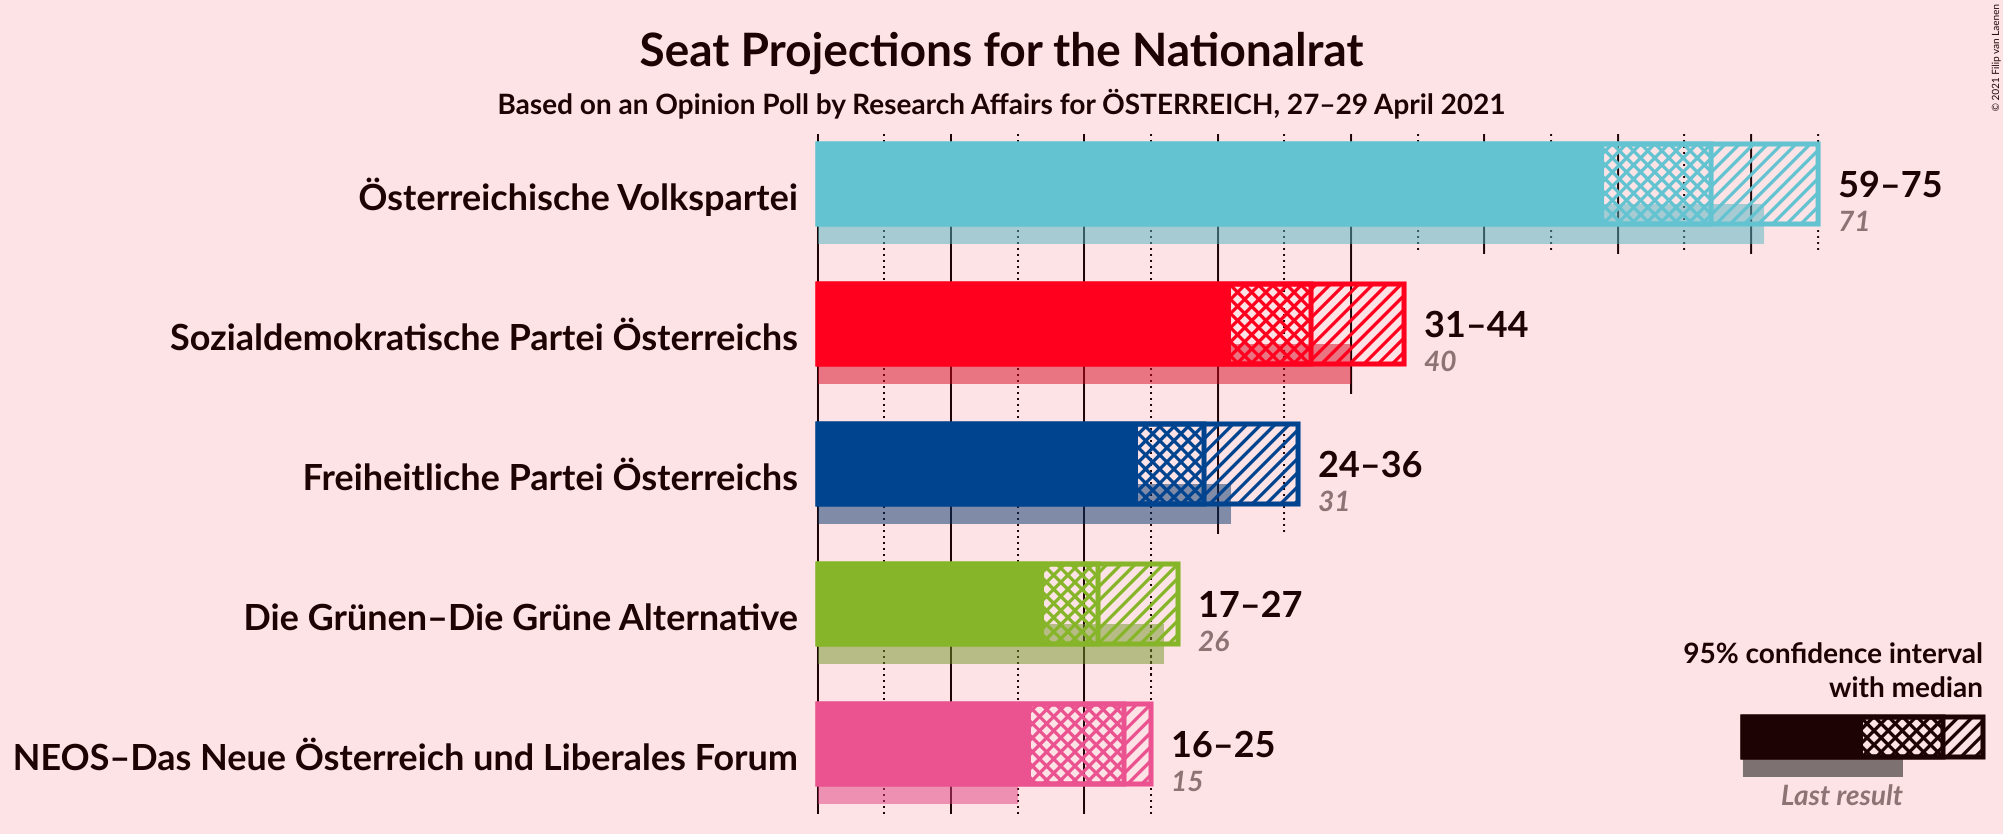 Seat Projections for the Nationalrat
Based on an Opinion Poll by Research Affairs for ÖSTERREICH, 27–29 April 2021
© 2021 Filip van Laenen
Österreichische Volkspartei
59–75
71
Sozialdemokratische Partei Österreichs
31–44
40
Freiheitliche Partei Österreichs
24–36
31
Die Grünen–Die Grüne Alternative
17–27
26
NEOS–Das Neue Österreich und Liberales Forum
16–25
15
95% confidence interval
with median
Last result